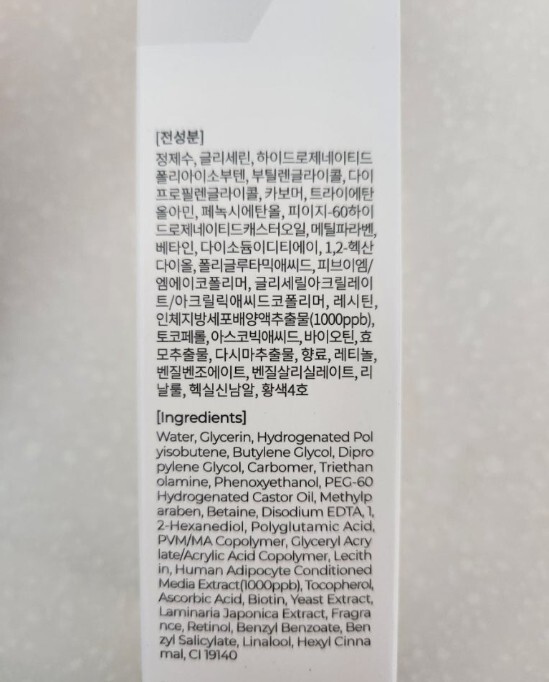 [전성분]
정제수, 글리세린, 하이드로제네이티드
폴리아이소부텐, 부틸렌글라이콜, 다이
프로필렌글라이콜, 카보머, 트라이에탄
올아민, 페녹시에탄올, 피이지-60하이
드로제네이티드캐스터오일, 메틸파라벤,
베타인, 다이소듐이디티에이, 1,2-헥산
다이올, 폴리글루타믹애씨드, 피브이엠/
엠에이코폴리머, 글리세릴아크릴레이
트/아크릴릭애씨드코폴리머, 레시틴,
인체지방세포배양액추출물(1000ppb),
토코페롤, 아스코빅애씨드, 바이오틴, 효
모추출물, 다시마추출물, 향료, 레티놀,
벤질벤조에이트, 벤질살리실레이트, 리
날룰, 헥실신남알, 황색4호
[Ingredients]
Water, Glycerin, Hydrogenated Pol
yisobutene, Butylene Glycol, Dipro
pylene Glycol, Carbomer, Triethan
olamine, Phenoxyethanol, PEG-60
Hydrogenated Castor Oil, Methylp
araben, Betaine, Disodium EDTA, 1,
2-Hexanediol, Polyglutamic Acid,
PVM/MA Copolymer, Glyceryl Acry
late/Acrylic Acid Copolymer, Lecith
in, Human Adipocyte Conditioned
Media Extract(1000ppb), Tocopherol,
Ascorbic Acid, Biotin, Yeast Extract,
Laminaria Japonica Extract, Fragra
nce, Retinol, Benzyl Benzoate, Ben
zyl Salicylate, Linalool, Hexyl Cinna
mal, CI 19140